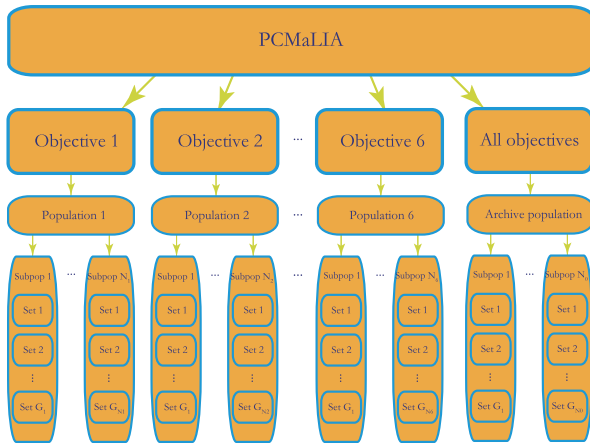 PCMaLIA
Objective 1 Objective 2 ... Objective 6 All objectives
Population 1 Population 2 ... Population 6 Archive population
Subpop 1 ... Subpop N₁ Subpop 1 ... Subpop N₂ ... Subpop 1 ... Subpop N₆ Subpop 1 ... Subpop N₀
Set 1 Set 1 Set 1 Set 1 Set 1 Set 1 Set 1 Set 1
Set 2 Set 2 Set 2 Set 2 ... Set 2 Set 2 Set 2 Set 2
⋮ ⋮ ⋮ ⋮ ⋮ ⋮ ⋮ ⋮
Set G₁ Set G_N1 Set G₁ Set G_N2 ... Set G₁ Set G_N6 Set G₁ Set G_N0